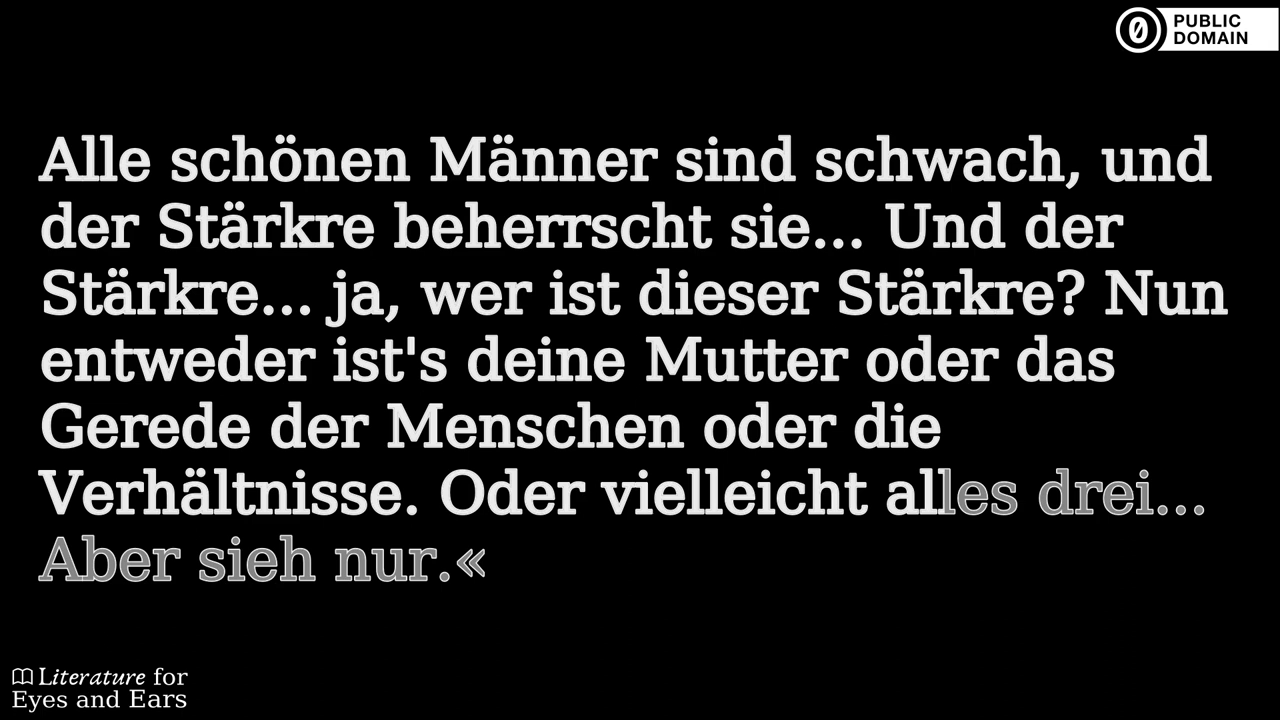 PUBLIC
DOMAIN
Alle schönen Männer sind schwach, und
der Stärkre beherrscht sie... Und der
Stärkre... ja, wer ist dieser Stärkre? Nun
entweder ist's deine Mutter oder das
Gerede der Menschen oder die
Verhältnisse. Oder vielleicht alles drei...
Aber sieh nur.«
Literature for
Eyes and Ears